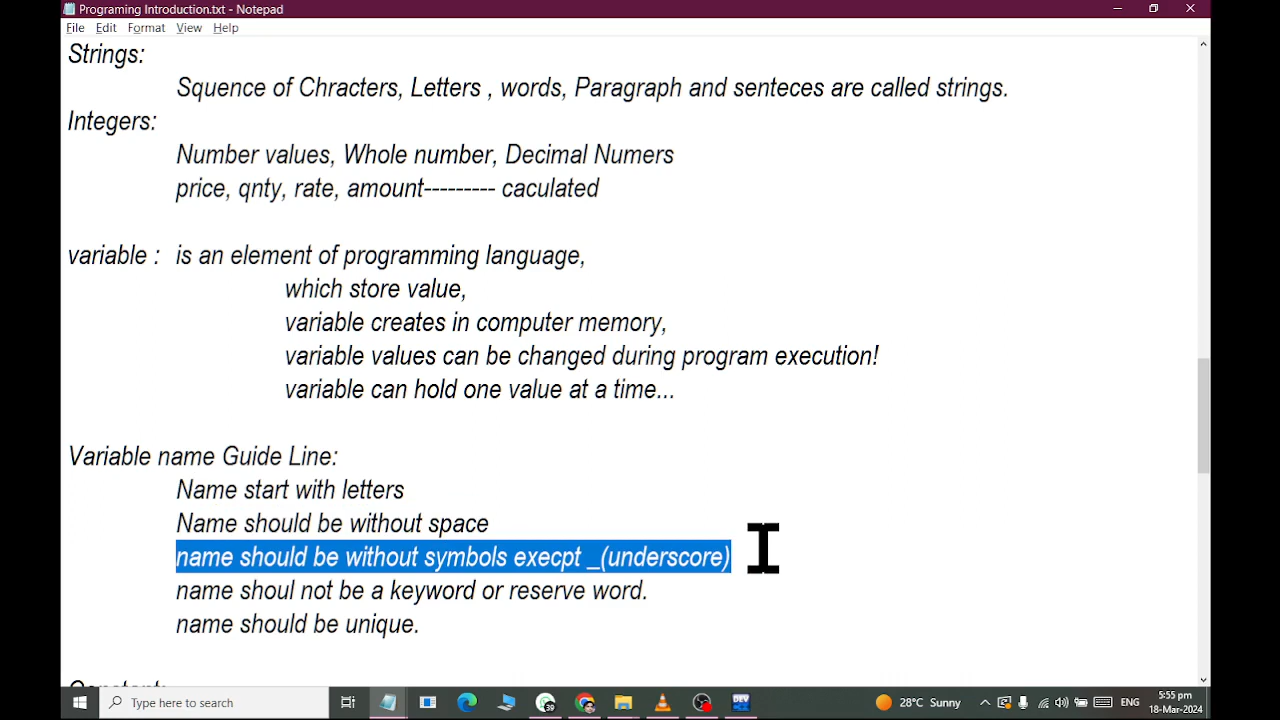 Programing Introduction.txt - Notepad
File Edit Format View Help
Strings:
Squence of Chracters, Letters , words, Paragraph and senteces are called strings.
Integers:
Number values, Whole number, Decimal Numers
price, qnty, rate, amount--------- caculated
variable : is an element of programming language,
which store value,
variable creates in computer memory,
variable values can be changed during program execution!
variable can hold one value at a time...
Variable name Guide Line:
Name start with letters
Name should be without space
name should be without symbols execpt _(underscore)
name shoul not be a keyword or reserve word.
name should be unique.
Constant:
Type here to search
39
DEV
28°C Sunny
ENG
5:55 pm
18-Mar-2024